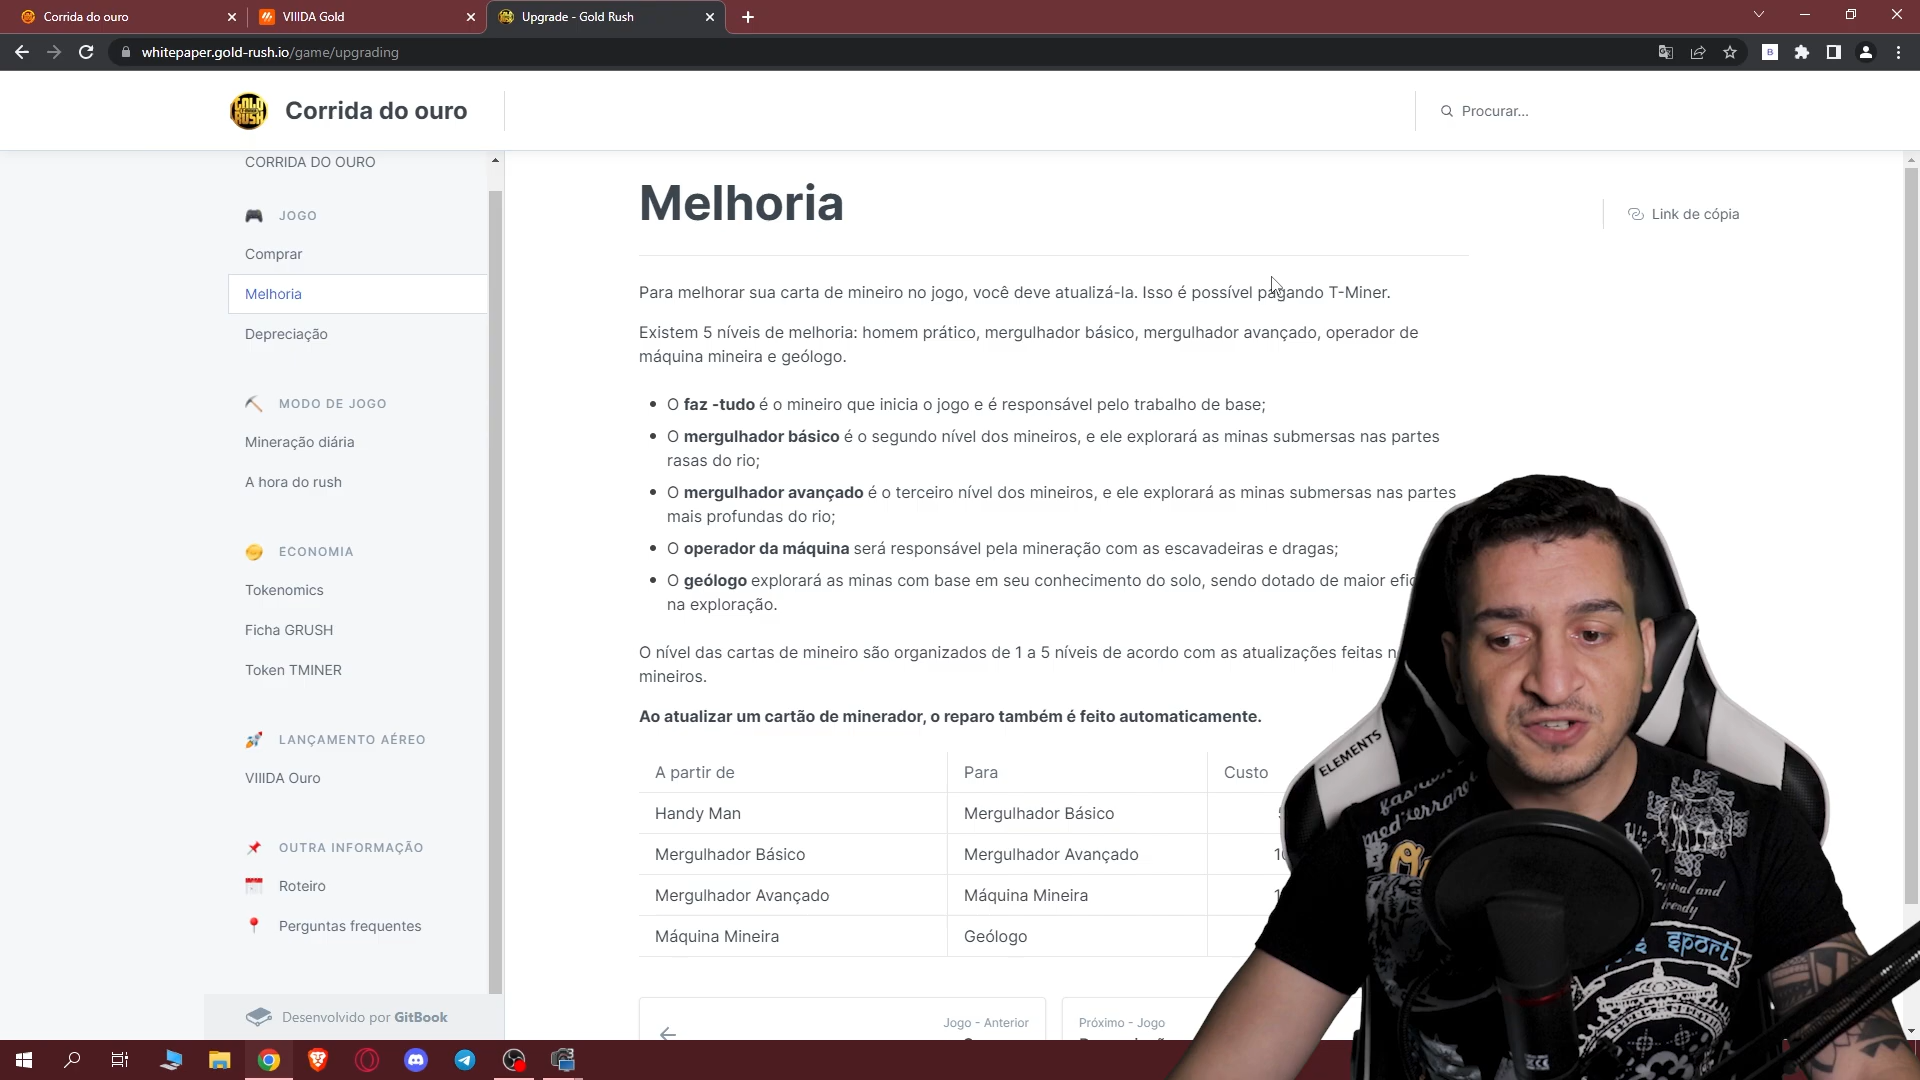 Corrida do ouro
VIIIDA Gold
Upgrade - Gold Rush
whitepaper.gold-rush.io/game/upgrading
GOLD RUSH
Corrida do ouro
Procurar...
CORRIDA DO OURO
JOGO
Comprar
Melhoria
Depreciação
MODO DE JOGO
Mineração diária
A hora do rush
ECONOMIA
Tokenomics
Ficha GRUSH
Token TMINER
LANÇAMENTO AÉREO
VIIIDA Ouro
OUTRA INFORMAÇÃO
Roteiro
Perguntas frequentes
Desenvolvido por GitBook
Melhoria
Link de cópia
Para melhorar sua carta de mineiro no jogo, você deve atualizá-la. Isso é possível pagando T-Miner.
Existem 5 níveis de melhoria: homem prático, mergulhador básico, mergulhador avançado, operador de
máquina mineira e geólogo.
O faz -tudo é o mineiro que inicia o jogo e é responsável pelo trabalho de base;
O mergulhador básico é o segundo nível dos mineiros, e ele explorará as minas submersas nas partes
rasas do rio;
O mergulhador avançado é o terceiro nível dos mineiros, e ele explorará as minas submersas nas partes
mais profundas do rio;
O operador da máquina será responsável pela mineração com as escavadeiras e dragas;
O geólogo explorará as minas com base em seu conhecimento do solo, sendo dotado de maior
na exploração.
O nível das cartas de mineiro são organizados de 1 a 5 níveis de acordo com as atualizações feitas
mineiros.
Ao atualizar um cartão de minerador, o reparo também é feito automaticamente.
A partir de Para Custo
Handy Man Mergulhador Básico
Mergulhador Básico Mergulhador Avançado
Mergulhador Avançado Máquina Mineira
Máquina Mineira Geólogo
Jogo - Anterior
Próximo - Jogo
ELEMENTS
mediterrano
original and
trendy
sport